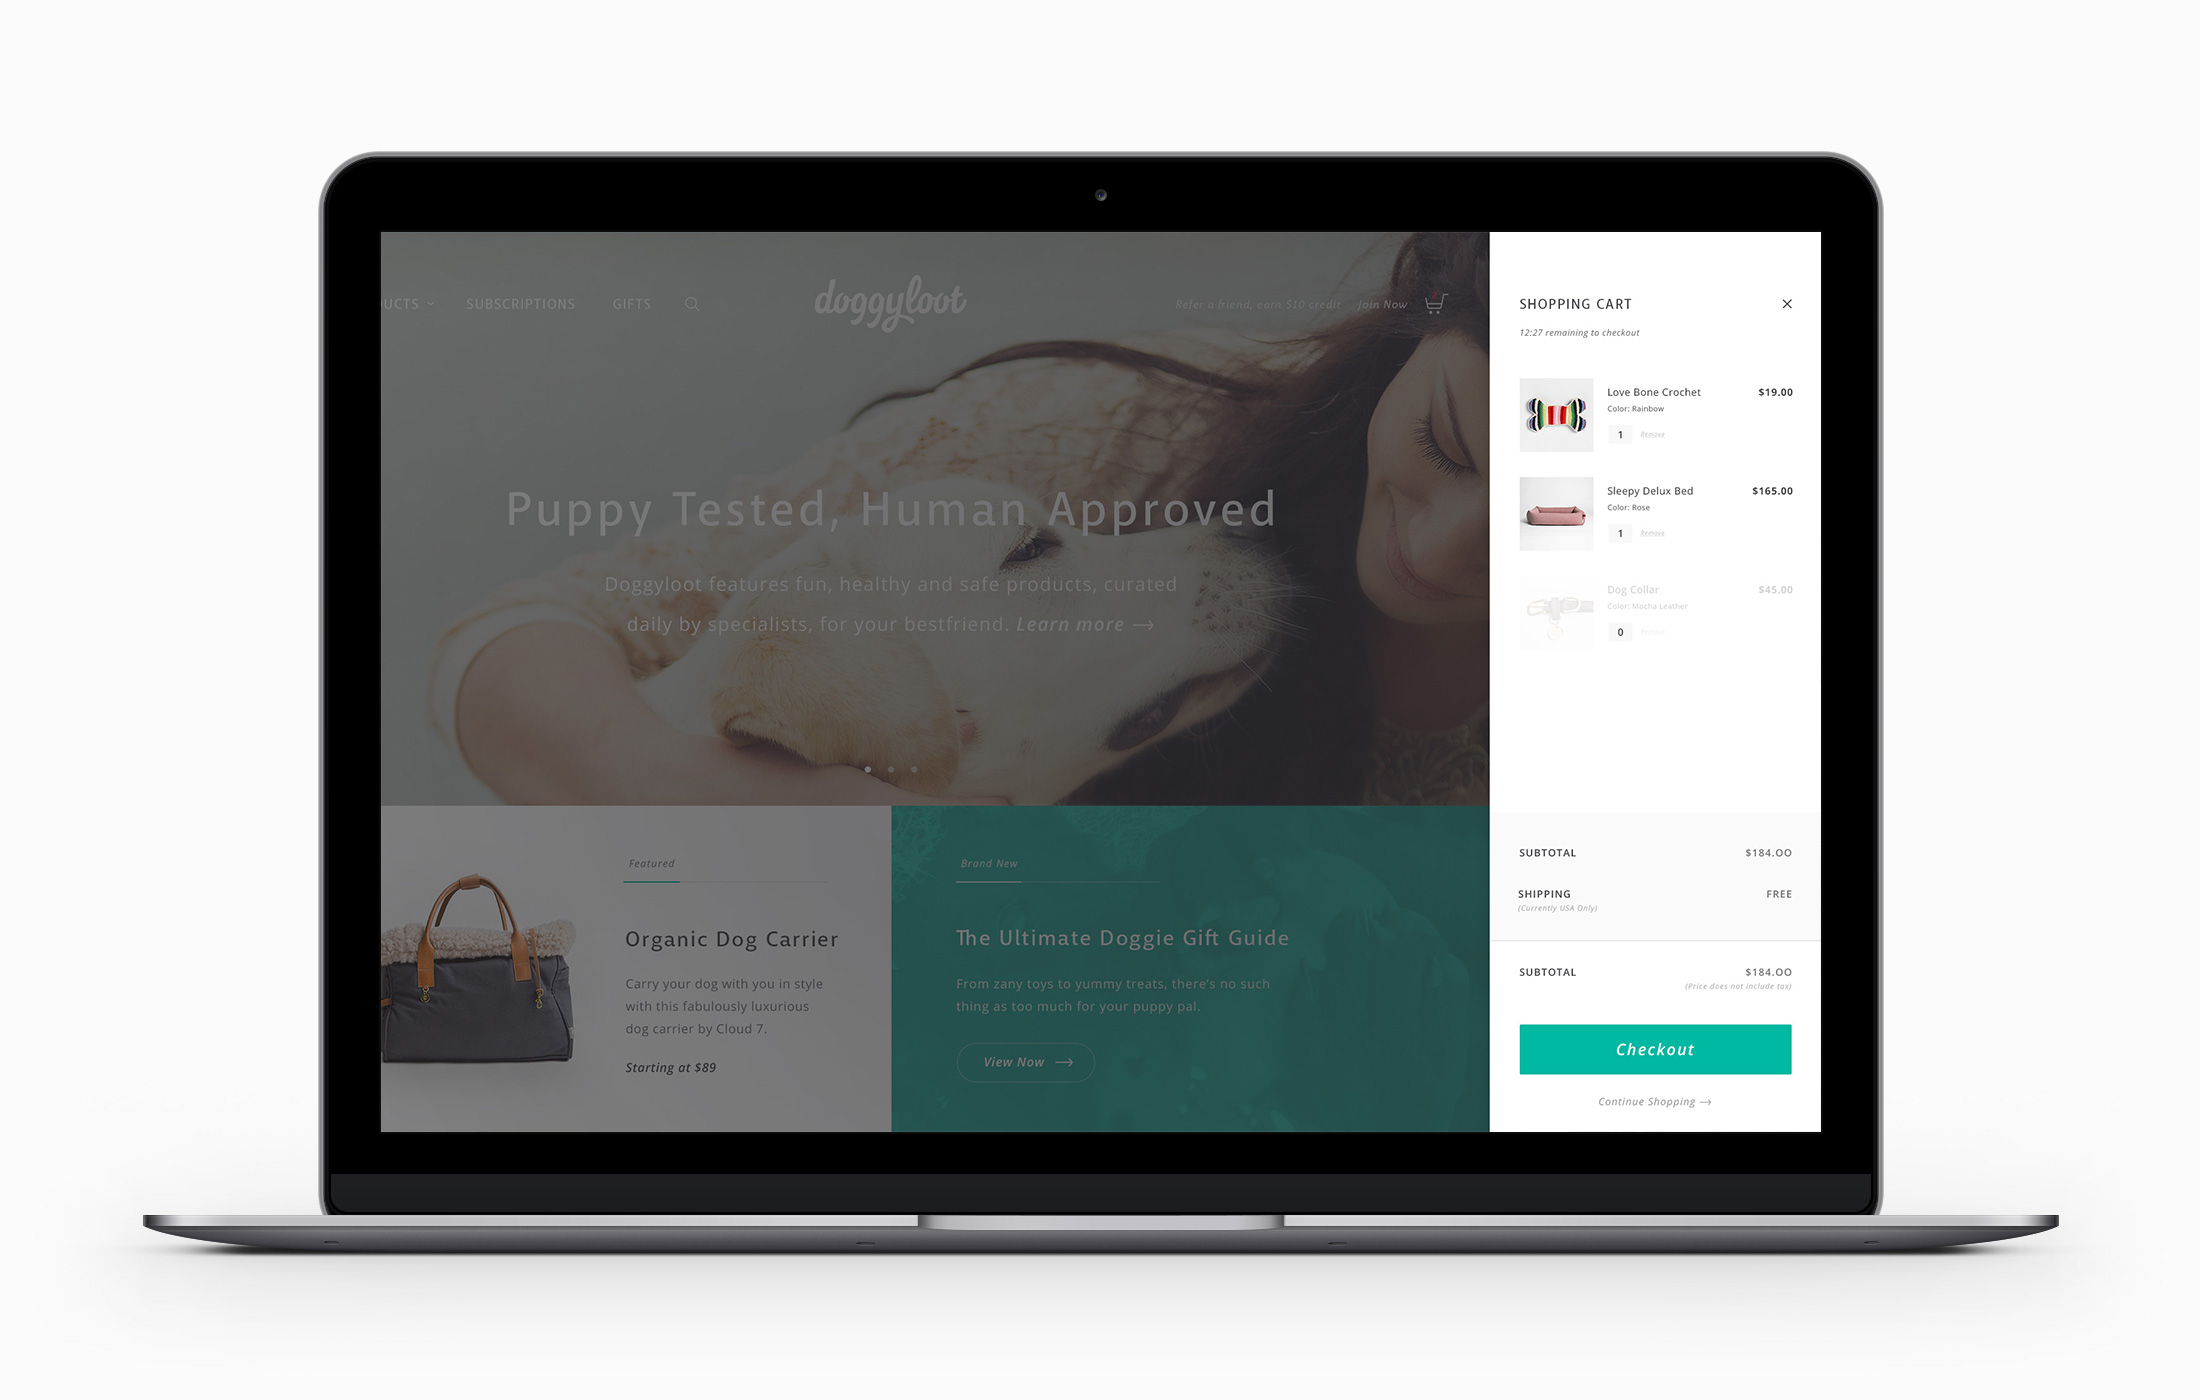 UCTS
SUBSCRIPTIONS
GIFTS
doggyloot
Refer a friend, earn $10 credit
Join Now
Puppy Tested, Human Approved
Doggyloot features fun, healthy and safe products, curated
daily by specialists, for your bestfriend. Learn more →
Featured
Organic Dog Carrier
Carry your dog with you in style
with this fabulously luxurious
dog carrier by Cloud 7.
Starting at $89
Brand New
The Ultimate Doggie Gift Guide
From zany toys to yummy treats, there's no such
thing as too much for your puppy pal.
View Now →
SHOPPING CART
12:27 remaining to checkout
Love Bone Crochet $19.00
Color: Rainbow
1 Remove
Sleepy Delux Bed $165.00
Color: Rose
1 Remove
Dog Collar $45.00
Color: Mocha Leather
0 Remove
SUBTOTAL $184.OO
SHIPPING FREE
(Currently USA Only)
SUBTOTAL $184.OO
(Price does not include tax)
Checkout
Continue Shopping →